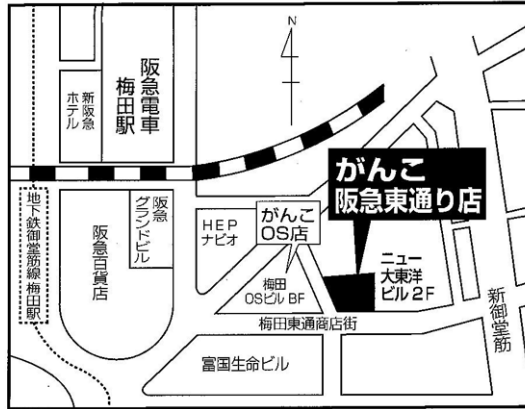 N
新阪急
ホテル
阪急電車
梅田駅
がんこ
阪急東通り店
地下鉄御堂筋線 梅田駅
阪急百貨店
阪急
グランドビル
HEP
ナビオ
がんこ
OS店
梅田
OSビルBF
ニュー
大東洋
ビル2F
梅田東通商店街
富国生命ビル
新御堂筋